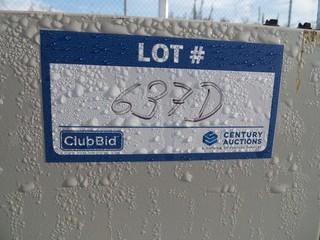 LOT #
637D
ClubBid
CENTURY
AUCTIONS